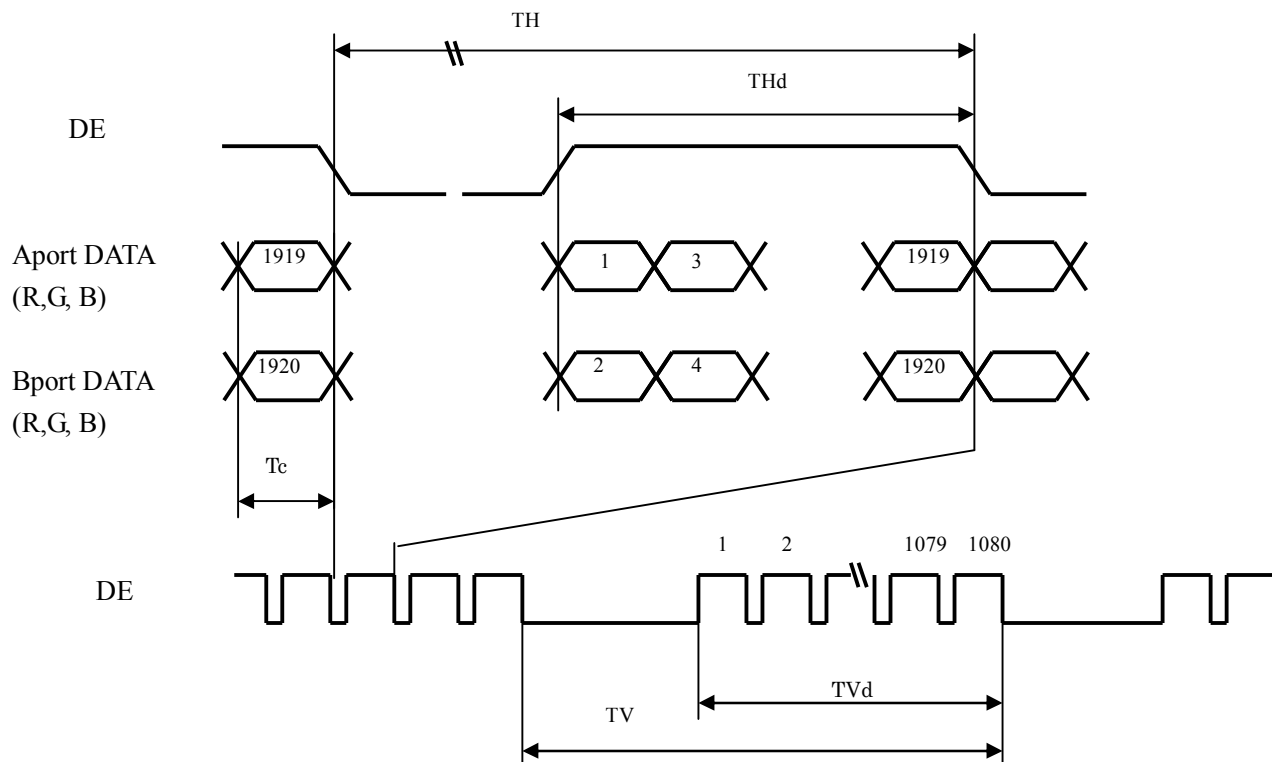 TH
THd
DE
Aport DATA
(R,G, B)
1919
1
3
1919
Bport DATA
(R,G, B)
1920
2
4
1920
Tc
1
2
1079
1080
DE
TVd
TV